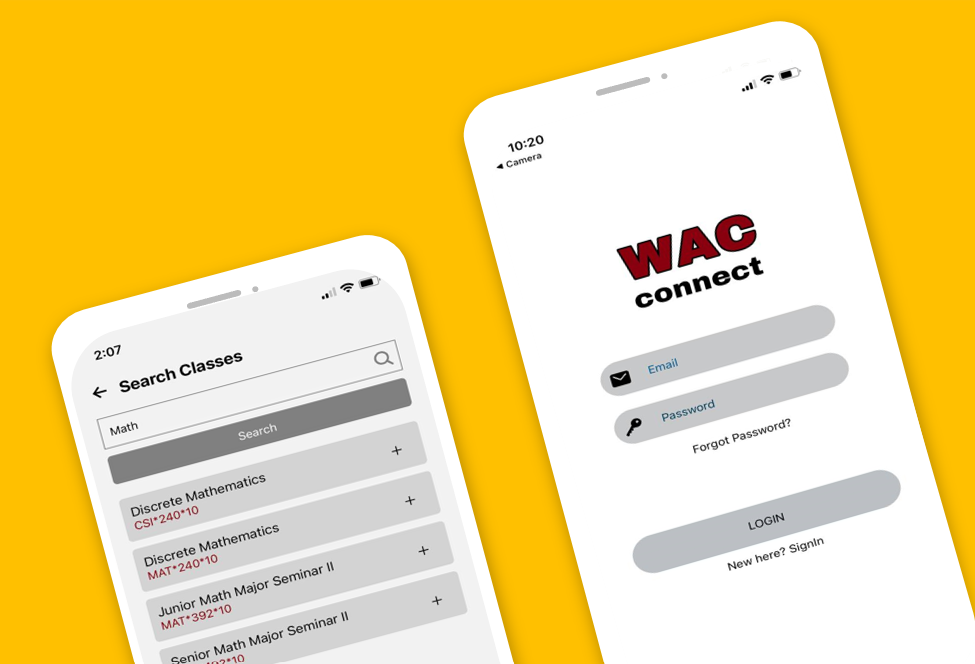 2:07
Search Classes
Math
Search
Discrete Mathematics
CSI*240*10
Discrete Mathematics
MAT*240*10
Junior Math Major Seminar II
MAT*392*10
Senior Math Major Seminar II
10:20
◀ Camera
WAC
connect
Email
Password
Forgot Password?
LOGIN
New here? SignIn